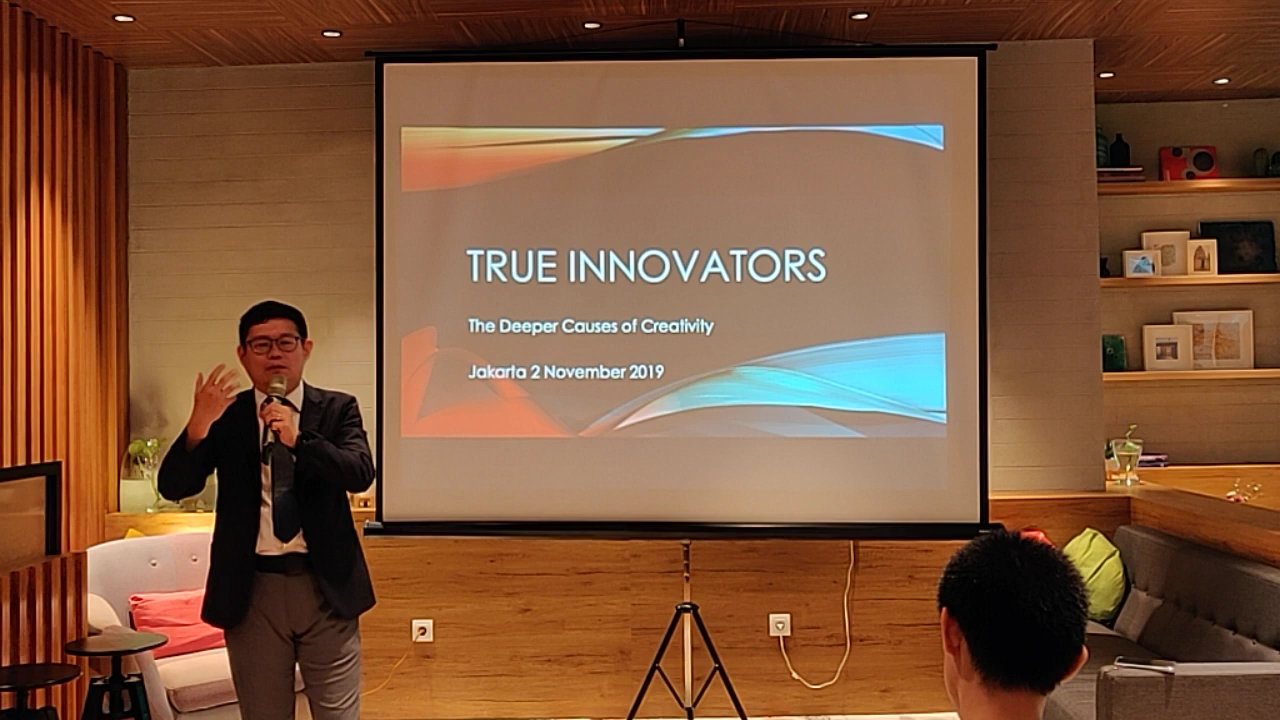 TRUE INNOVATORS
The Deeper Causes of Creativity
Jakarta 2 November 2019